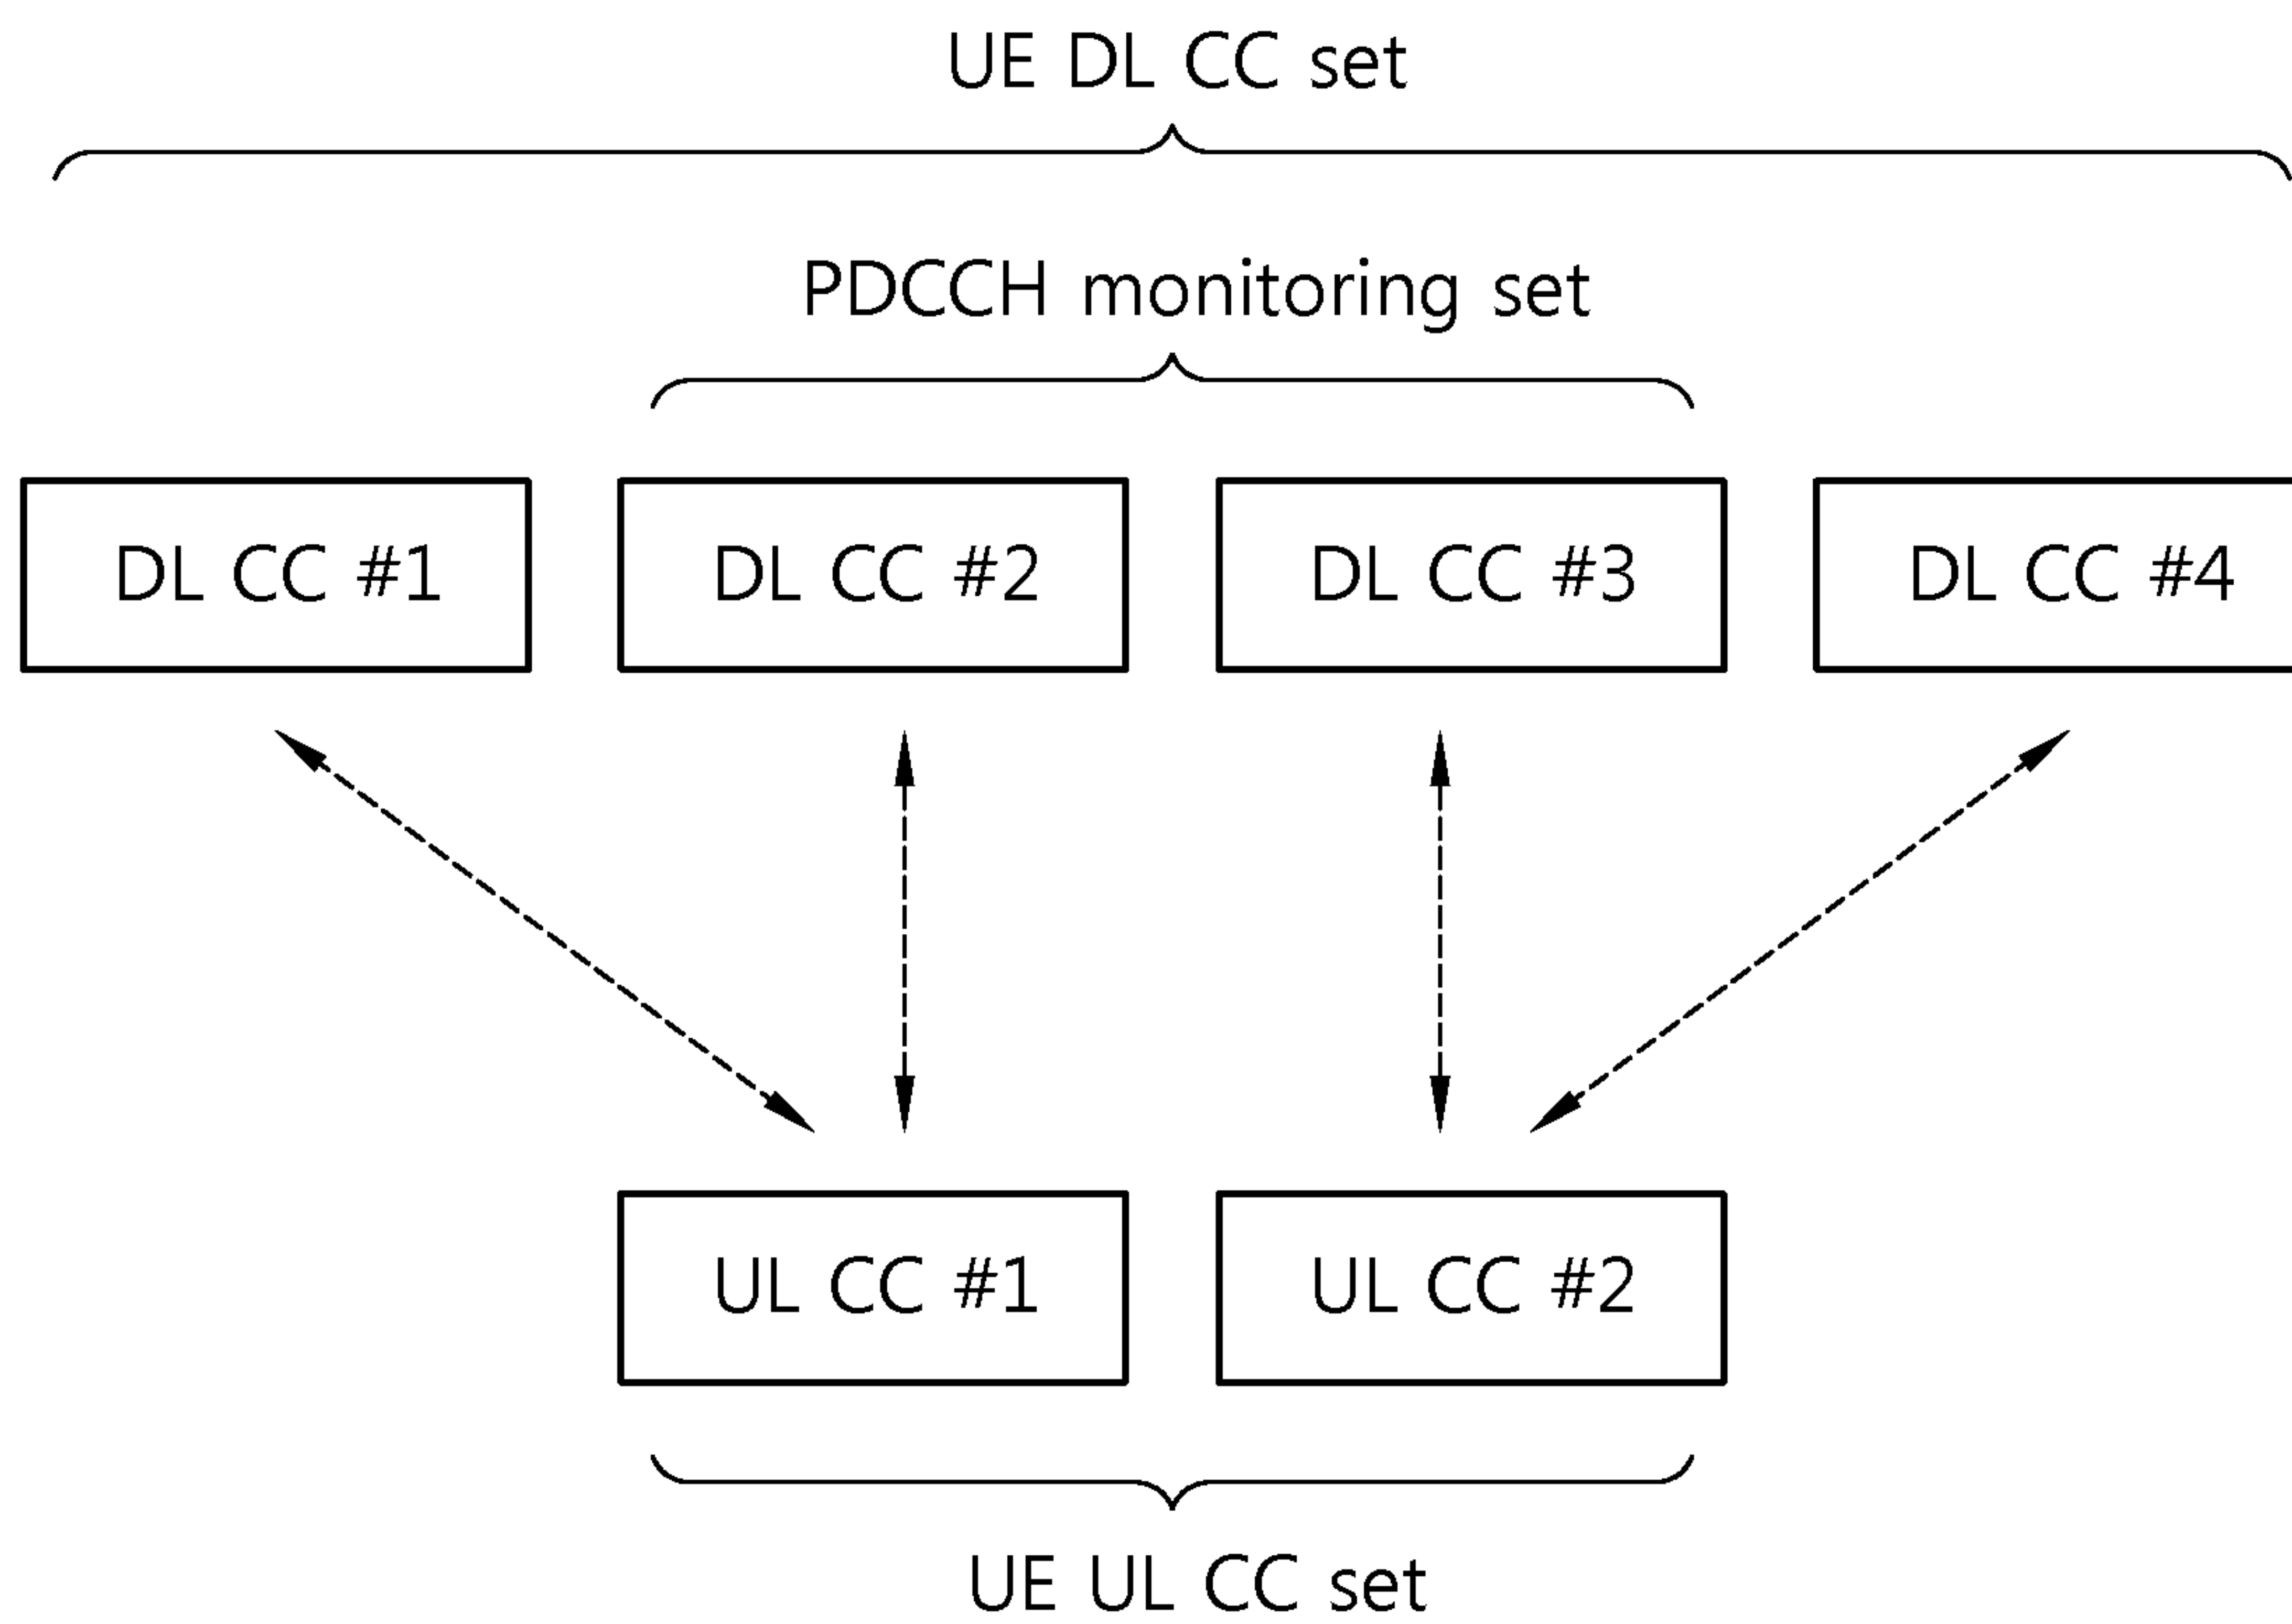 UE DL CC set
PDCCH monitoring set
DL CC #1 DL CC #2 DL CC #3 DL CC #4
UL CC #1 UL CC #2
UE UL CC set